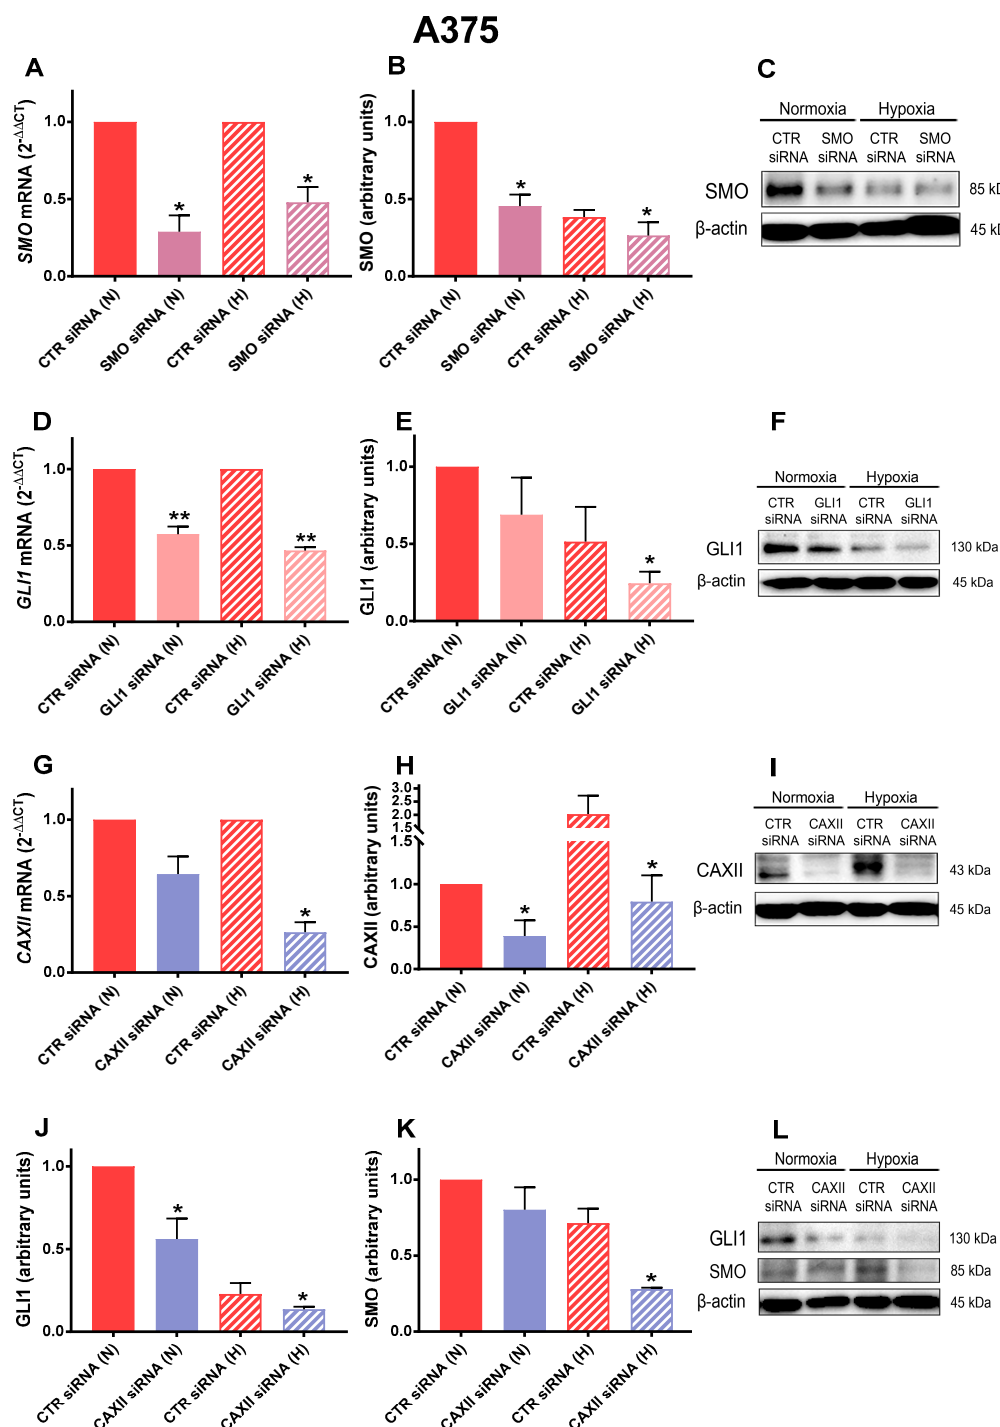 A375
A
SMO mRNA (2^-ΔΔCT)
1.0
0.5
0.0
*
*
CTR siRNA (N)
SMO siRNA (N)
CTR siRNA (H)
SMO siRNA (H)
B
SMO (arbitrary units)
1.0
0.5
0.0
*
*
CTR siRNA (N)
SMO siRNA (N)
CTR siRNA (H)
SMO siRNA (H)
C
Normoxia Hypoxia
CTR SMO CTR SMO
siRNA siRNA siRNA siRNA
SMO 85 kD
β-actin 45 kD
D
GLI1 mRNA (2^-ΔΔCT)
1.0
0.5
0.0
**
**
CTR siRNA (N)
GLI1 siRNA (N)
CTR siRNA (H)
GLI1 siRNA (H)
E
GLI1 (arbitrary units)
1.0
0.5
0.0
*
CTR siRNA (N)
GLI1 siRNA (N)
CTR siRNA (H)
GLI1 siRNA (H)
F
Normoxia Hypoxia
CTR GLI1 CTR GLI1
siRNA siRNA siRNA siRNA
GLI1 130 kDa
β-actin 45 kDa
G
CAXII mRNA (2^-ΔΔCT)
1.0
0.5
0.0
*
CTR siRNA (N)
CAXII siRNA (N)
CTR siRNA (H)
CAXII siRNA (H)
H
CAXII (arbitrary units)
3.0
2.5
2.0
1.5
1.5
1.0
0.5
0.0
*
*
CTR siRNA (N)
CAXII siRNA (N)
CTR siRNA (H)
CAXII siRNA (H)
I
Normoxia Hypoxia
CTR CAXII CTR CAXII
siRNA siRNA siRNA siRNA
CAXII 43 kDa
β-actin 45 kDa
J
GLI1 (arbitrary units)
1.0
0.5
0.0
*
*
CTR siRNA (N)
CAXII siRNA (N)
CTR siRNA (H)
CAXII siRNA (H)
K
SMO (arbitrary units)
1.0
0.5
0.0
*
CTR siRNA (N)
CAXII siRNA (N)
CTR siRNA (H)
CAXII siRNA (H)
L
Normoxia Hypoxia
CTR CAXII CTR CAXII
siRNA siRNA siRNA siRNA
GLI1 130 kDa
SMO 85 kDa
β-actin 45 kDa